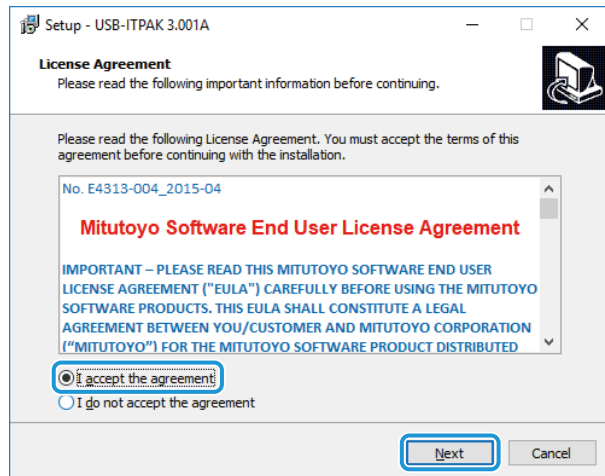 Setup - USB-ITPAK 3.001A
License Agreement
Please read the following important information before continuing.
Please read the following License Agreement. You must accept the terms of this
agreement before continuing with the installation.
No. E4313-004_2015-04
Mitutoyo Software End User License Agreement
IMPORTANT – PLEASE READ THIS MITUTOYO SOFTWARE END USER
LICENSE AGREEMENT ("EULA") CAREFULLY BEFORE USING THE MITUTOYO
SOFTWARE PRODUCTS. THIS EULA SHALL CONSTITUTE A LEGAL
AGREEMENT BETWEEN YOU/CUSTOMER AND MITUTOYO CORPORATION
("MITUTOYO") FOR THE MITUTOYO SOFTWARE PRODUCT DISTRIBUTED
I accept the agreement
I do not accept the agreement
Next Cancel